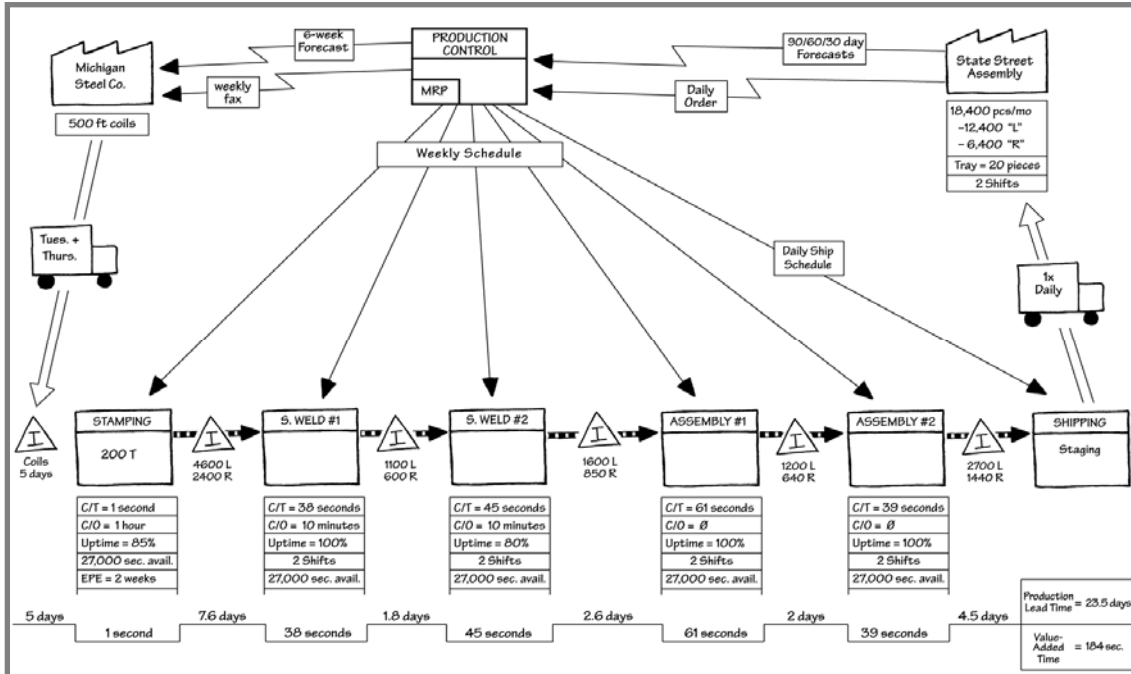 6-week
Forecast
PRODUCTION
CONTROL
MRP
90/60/30 day
Forecasts
State Street
Assembly
Michigan
Steel Co.
weekly
fax
Daily
Order
500 ft coils
18,400 pcs/mo
-12,400 "L"
- 6,400 "R"
Tray = 20 pieces
2 Shifts
Weekly Schedule
Tues. +
Thurs.
Daily Ship
Schedule
1x
Daily
I
Coils
5 days
STAMPING
200 T
I
4600 L
2400 R
S. WELD #1
I
1100 L
600 R
S. WELD #2
I
1600 L
850 R
ASSEMBLY #1
I
1200 L
640 R
ASSEMBLY #2
I
2700 L
1440 R
SHIPPING
Staging
C/T = 1 second
C/O = 1 hour
Uptime = 85%
27,000 sec. avail.
EPE = 2 weeks
C/T = 38 seconds
C/O = 10 minutes
Uptime = 100%
2 Shifts
27,000 sec. avail.
C/T = 45 seconds
C/O = 10 minutes
Uptime = 80%
2 Shifts
27,000 sec. avail.
C/T = 61 seconds
C/O = Ø
Uptime = 100%
2 Shifts
27,000 sec. avail.
C/T = 39 seconds
C/O = Ø
Uptime = 100%
2 Shifts
27,000 sec. avail.
5 days
1 second
7.6 days
38 seconds
1.8 days
45 seconds
2.6 days
61 seconds
2 days
39 seconds
4.5 days
Production
Lead Time = 23.5 days
Value-
Added = 184 sec.
Time